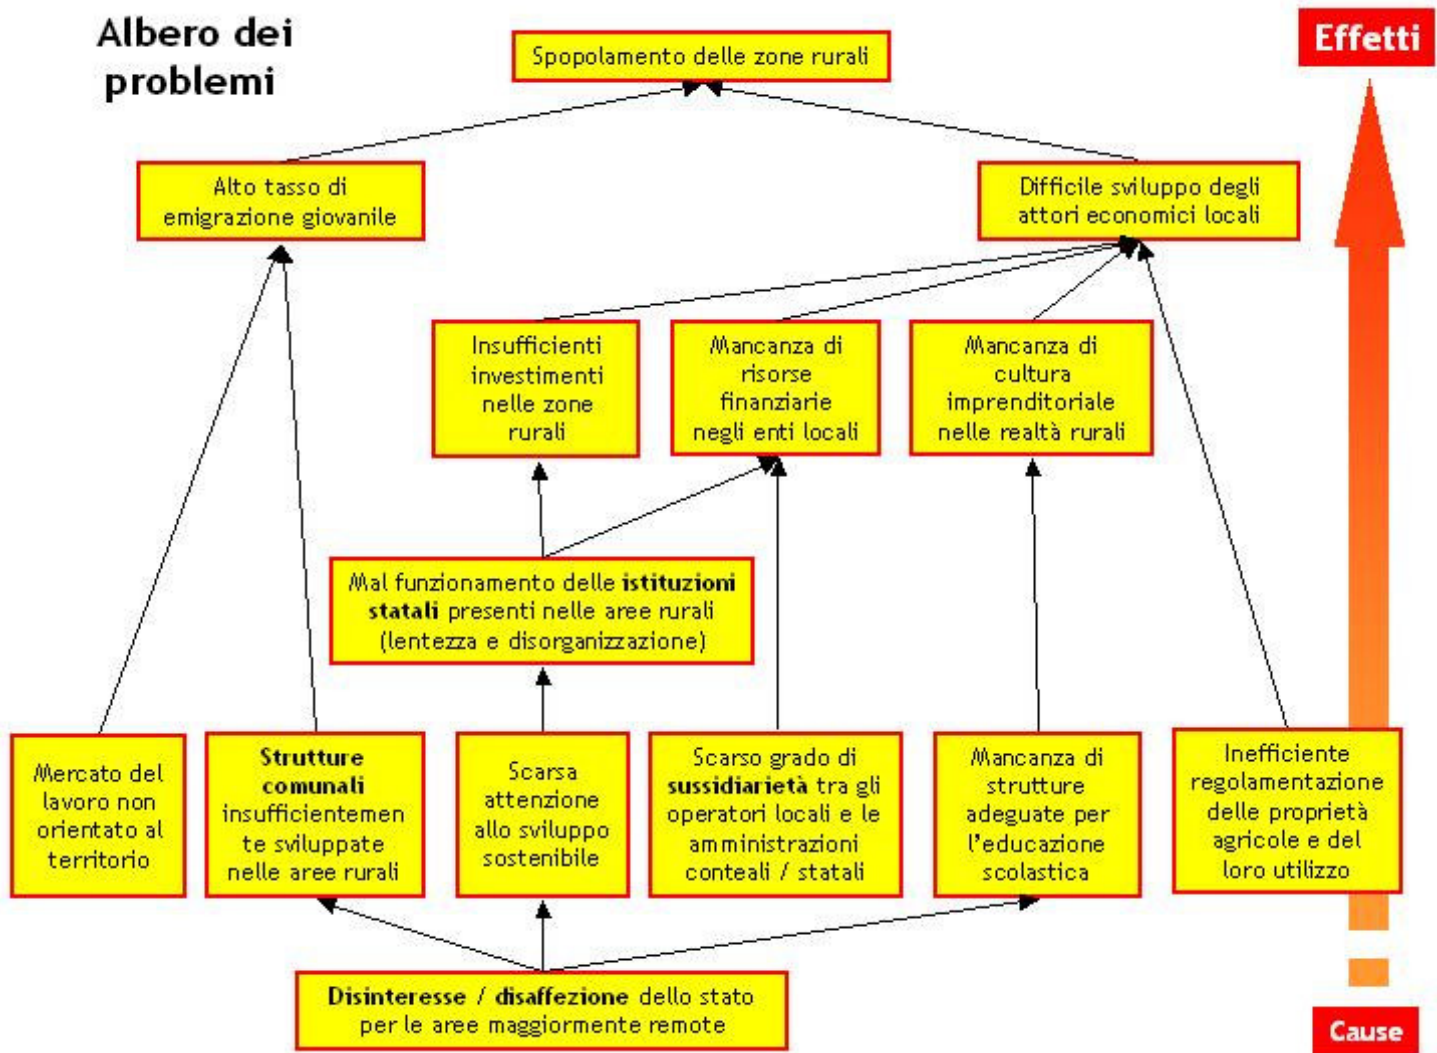 Albero dei
problemi
Effetti
Spopolamento delle zone rurali
Alto tasso di
emigrazione giovanile
Difficile sviluppo degli
attori economici locali
Insufficienti
investimenti
nelle zone
rurali
Mancanza di
risorse
finanziarie
negli enti locali
Mancanza di
cultura
imprenditoriale
nelle realtà rurali
Mal funzionamento delle istituzioni
statali presenti nelle aree rurali
(lentezza e disorganizzazione)
Mercato del
lavoro non
orientato al
territorio
Strutture
comunali
insufficientemen
te sviluppate
nelle aree rurali
Scarsa
attenzione
allo sviluppo
sostenibile
Scarso grado di
sussidiarietà tra gli
operatori locali e le
amministrazioni
conteali / statali
Mancanza di
strutture
adeguate per
l'educazione
scolastica
Inefficiente
regolamentazione
delle proprietà
agricole e del
loro utilizzo
Disinteresse / disaffezione dello stato
per le aree maggiormente remote
Cause